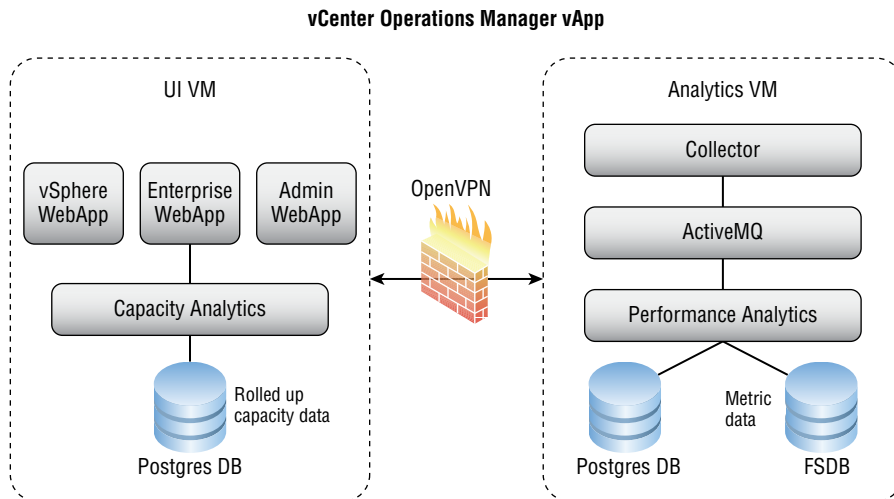 vCenter Operations Manager vApp
UI VM
vSphere
WebApp
Enterprise
WebApp
Admin
WebApp
Capacity Analytics
Rolled up
capacity data
Postgres DB
OpenVPN
Analytics VM
Collector
ActiveMQ
Performance Analytics
Metric
data
Postgres DB
FSDB